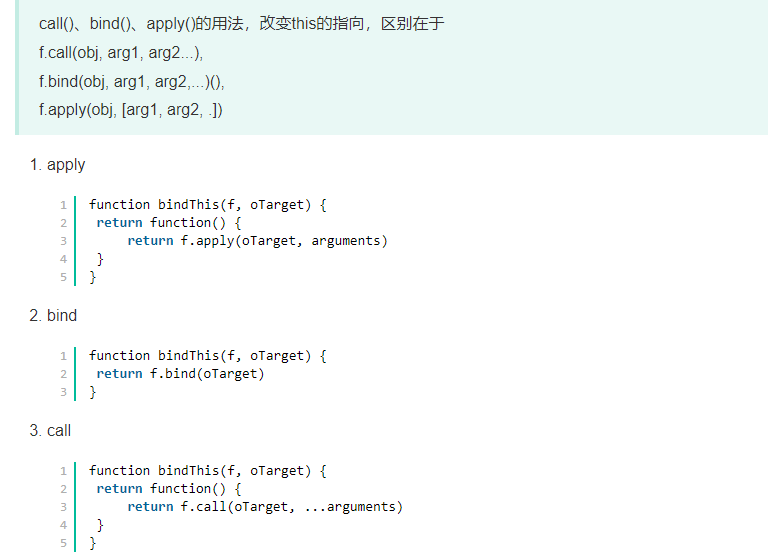 call()、bind()、apply()的用法，改变this的指向，区别在于
f.call(obj, arg1, arg2...),
f.bind(obj, arg1, arg2,...)(),
f.apply(obj, [arg1, arg2, .])
1. apply
1 function bindThis(f, oTarget) {
2 return function() {
3 return f.apply(oTarget, arguments)
4 }
5 }
2. bind
1 function bindThis(f, oTarget) {
2 return f.bind(oTarget)
3 }
3. call
1 function bindThis(f, oTarget) {
2 return function() {
3 return f.call(oTarget, ...arguments)
4 }
5 }